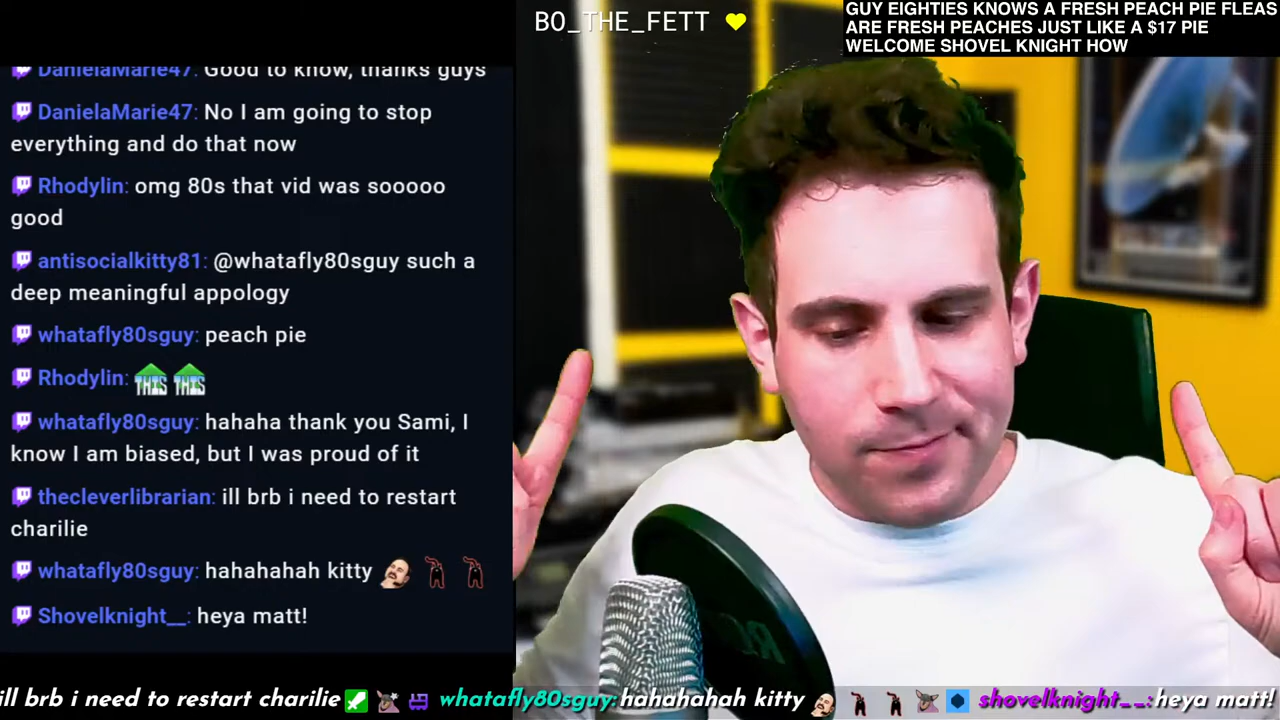 DanielaMarie47: Good to know, thanks guys
DanielaMarie47: No I am going to stop
everything and do that now
Rhodylin: omg 80s that vid was sooooo
good
antisocialkitty81: @whatafly80sguy such a
deep meaningful appology
whatafly80sguy: peach pie
Rhodylin: THIS THIS
whatafly80sguy: hahaha thank you Sami, I
know I am biased, but I was proud of it
thecleverlibrarian: ill brb i need to restart
charilie
whatafly80sguy: hahahahah kitty
Shovelknight__: heya matt!
BO_THE_FETT
GUY EIGHTIES KNOWS A FRESH PEACH PIE FLEAS
ARE FRESH PEACHES JUST LIKE A $17 PIE
WELCOME SHOVEL KNIGHT HOW
ill brb i need to restart charilie whatafly80sguy: hahahahah kitty shovelknight__: heya matt!